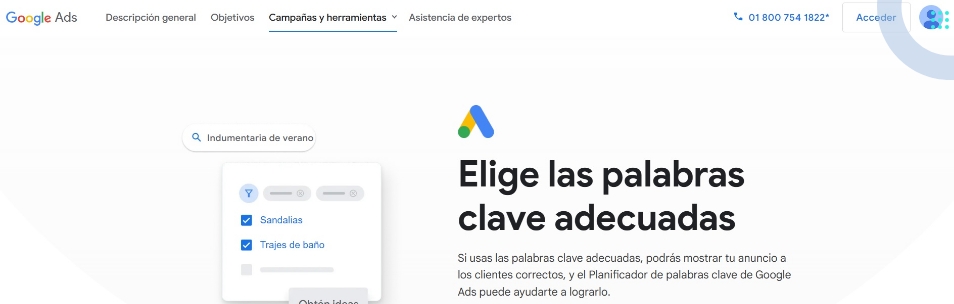 Google Ads
Descripción general Objetivos Campañas y herramientas Asistencia de expertos 01 800 754 1822* Acceder
Indumentaria de verano
Sandalias
Trajes de baño
Obtén ideas
Elige las palabras
clave adecuadas
Si usas las palabras clave adecuadas, podrás mostrar tu anuncio a
los clientes correctos, y el Planificador de palabras clave de Google
Ads puede ayudarte a lograrlo.